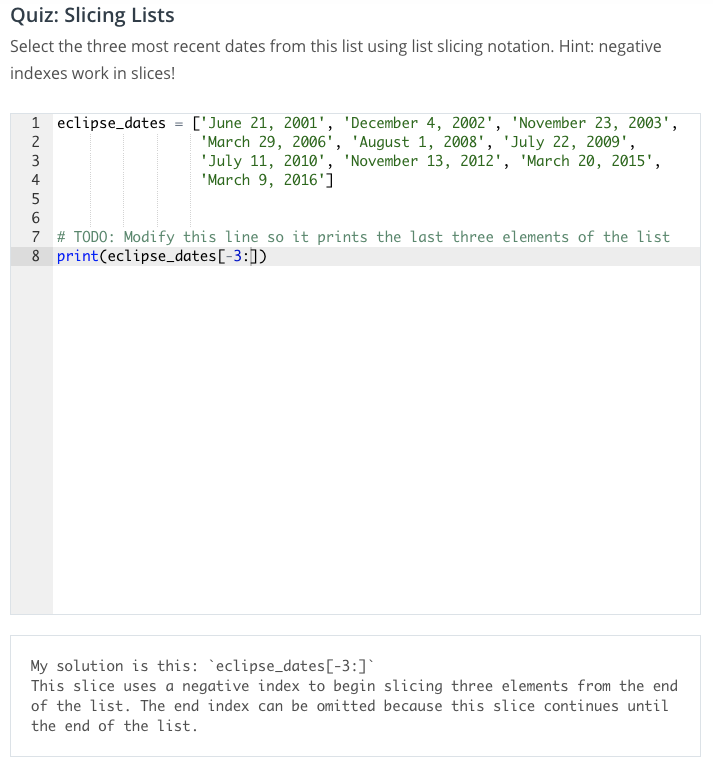 Quiz: Slicing Lists
Select the three most recent dates from this list using list slicing notation. Hint: negative
indexes work in slices!
1 eclipse_dates = ['June 21, 2001', 'December 4, 2002', 'November 23, 2003',
2 'March 29, 2006', 'August 1, 2008', 'July 22, 2009',
3 'July 11, 2010', 'November 13, 2012', 'March 20, 2015',
4 'March 9, 2016']
5
6
7 # TODO: Modify this line so it prints the last three elements of the list
8 print(eclipse_dates[-3:])
My solution is this: `eclipse_dates[-3:]`
This slice uses a negative index to begin slicing three elements from the end
of the list. The end index can be omitted because this slice continues until
the end of the list.